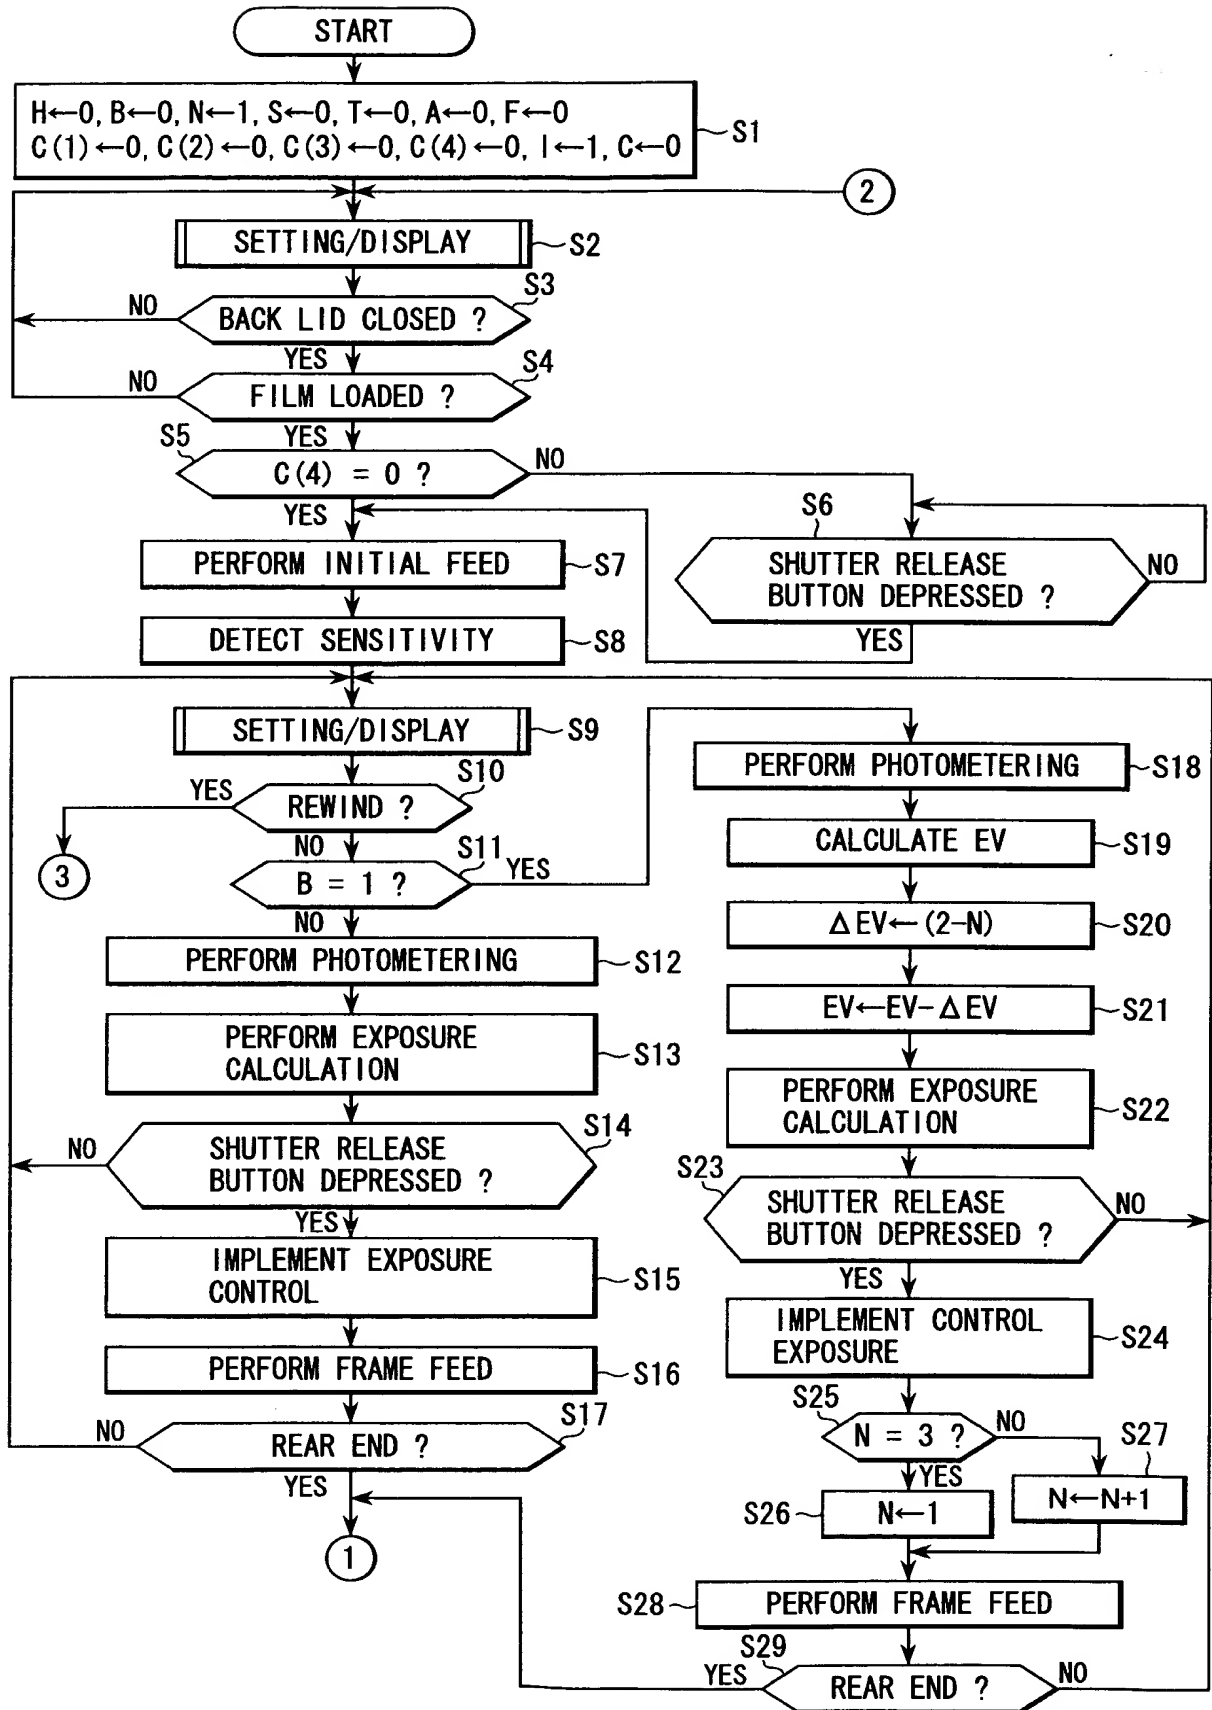 START
H←0, B←0, N←1, S←0, T←0, A←0, F←0
C(1)←0, C(2)←0, C(3)←0, C(4)←0, I←1, C←0
S1
2
SETTING/DISPLAY
S2
BACK LID CLOSED ?
S3
NO
YES
FILM LOADED ?
S4
NO
YES
C(4) = 0 ?
S5
NO
YES
S6
SHUTTER RELEASE
BUTTON DEPRESSED ?
NO
YES
PERFORM INITIAL FEED
S7
DETECT SENSITIVITY
S8
SETTING/DISPLAY
S9
REWIND ?
S10
YES
3
NO
B = 1 ?
S11
YES
NO
PERFORM PHOTOMETERING
S12
PERFORM EXPOSURE
CALCULATION
S13
SHUTTER RELEASE
BUTTON DEPRESSED ?
S14
NO
YES
IMPLEMENT EXPOSURE
CONTROL
S15
PERFORM FRAME FEED
S16
REAR END ?
S17
NO
YES
1
PERFORM PHOTOMETERING
S18
CALCULATE EV
S19
ΔEV←(2-N)
S20
EV←EV-ΔEV
S21
PERFORM EXPOSURE
CALCULATION
S22
S23
SHUTTER RELEASE
BUTTON DEPRESSED ?
NO
YES
IMPLEMENT CONTROL
EXPOSURE
S24
S25
N = 3 ?
NO
YES
S26
N←1
S27
N←N+1
S28
PERFORM FRAME FEED
S29
REAR END ?
YES
NO